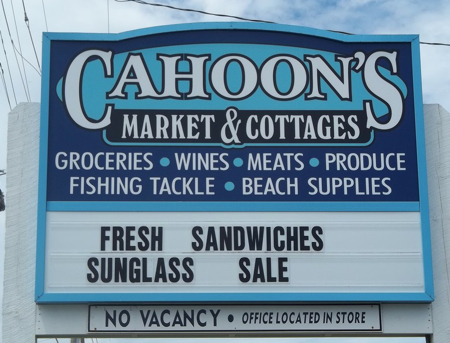 CAHOON'S
MARKET & COTTAGES
GROCERIES • WINES • MEATS • PRODUCE
FISHING TACKLE • BEACH SUPPLIES
FRESH SANDWICHES
SUNGLASS SALE
NO VACANCY • OFFICE LOCATED IN STORE